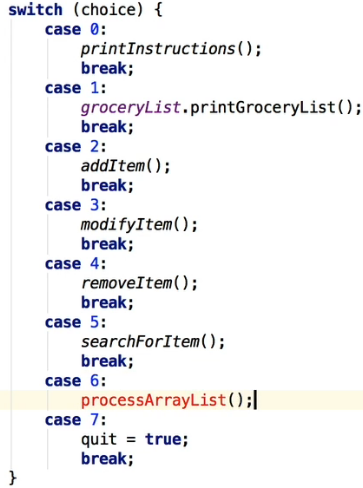 switch (choice) {
    case 0:
        printInstructions();
        break;
    case 1:
        groceryList.printGroceryList();
        break;
    case 2:
        addItem();
        break;
    case 3:
        modifyItem();
        break;
    case 4:
        removeItem();
        break;
    case 5:
        searchForItem();
        break;
    case 6:
        processArrayList();
    case 7:
        quit = true;
        break;
}